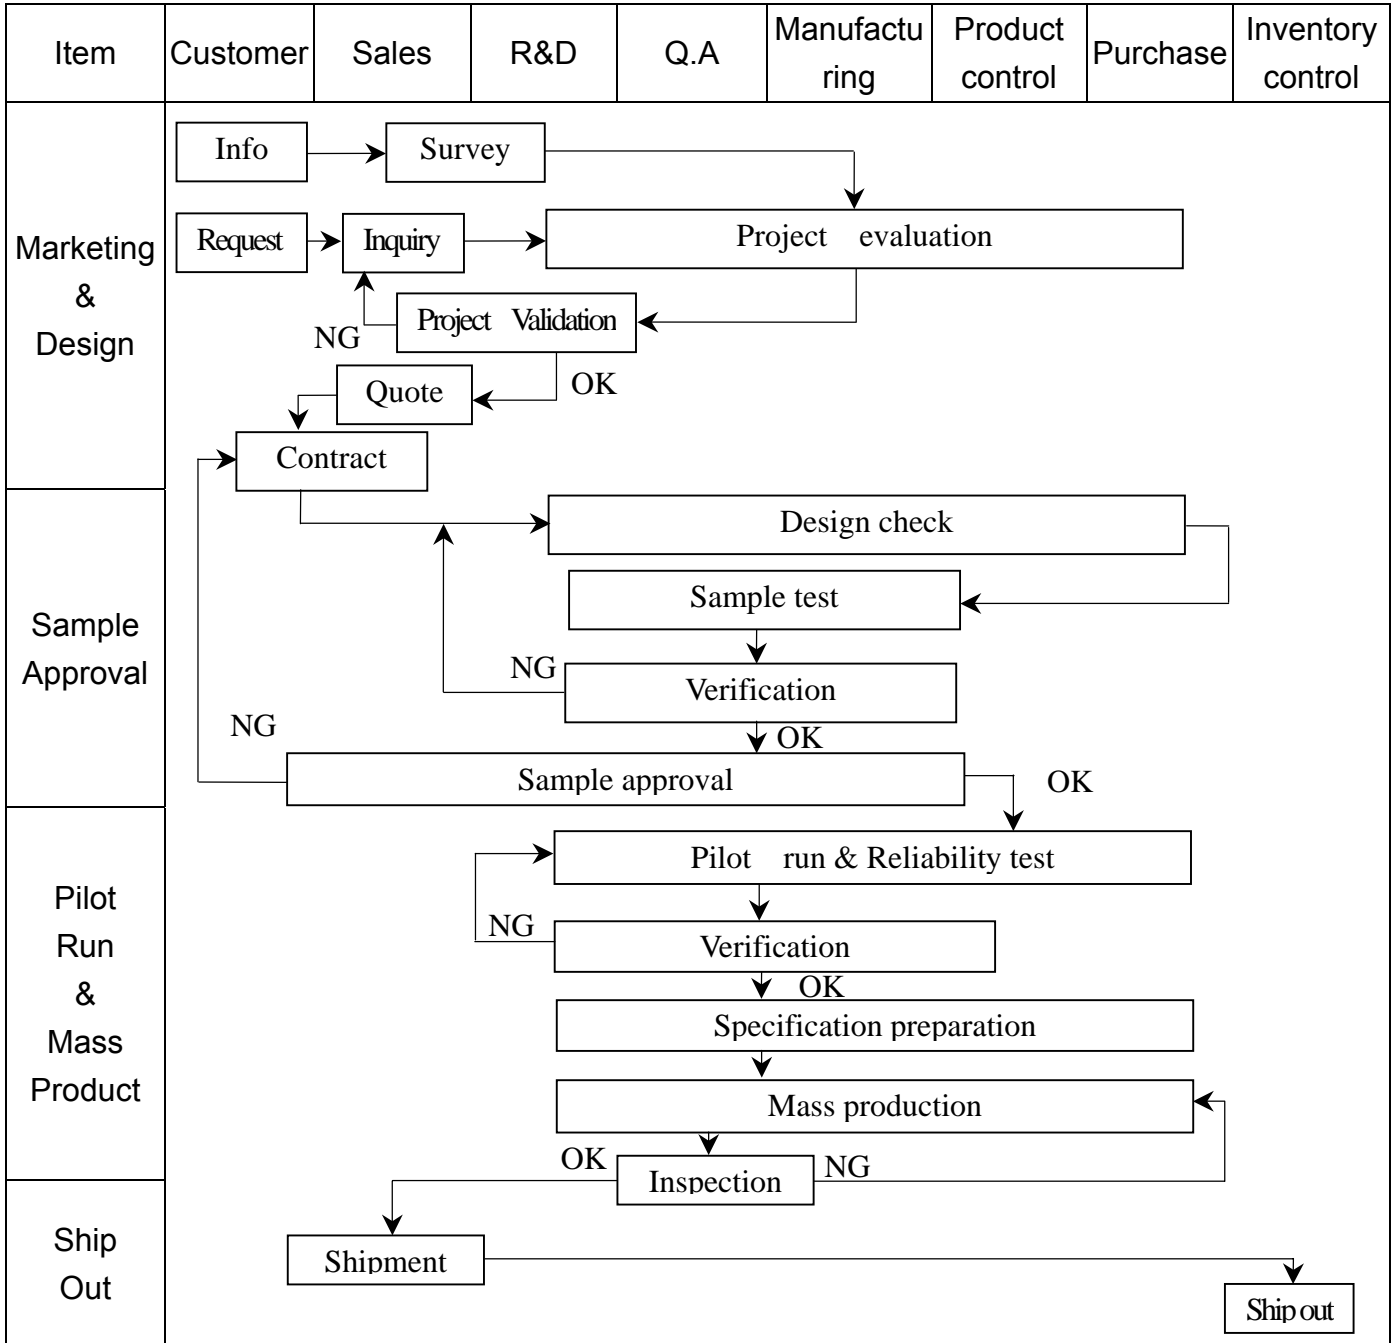 Item
Customer
Sales
R&D
Q.A
Manufactu
ring
Product
control
Purchase
Inventory
control
Marketing
&
Design
Info
Survey
Request
Inquiry
Project evaluation
Project Validation
NG
OK
Quote
Contract
Sample
Approval
Design check
Sample test
NG
Verification
NG
OK
Sample approval
OK
Pilot
Run
&
Mass
Product
Pilot run & Reliability test
NG
Verification
OK
Specification preparation
Mass production
OK
NG
Inspection
Ship
Out
Shipment
Ship out